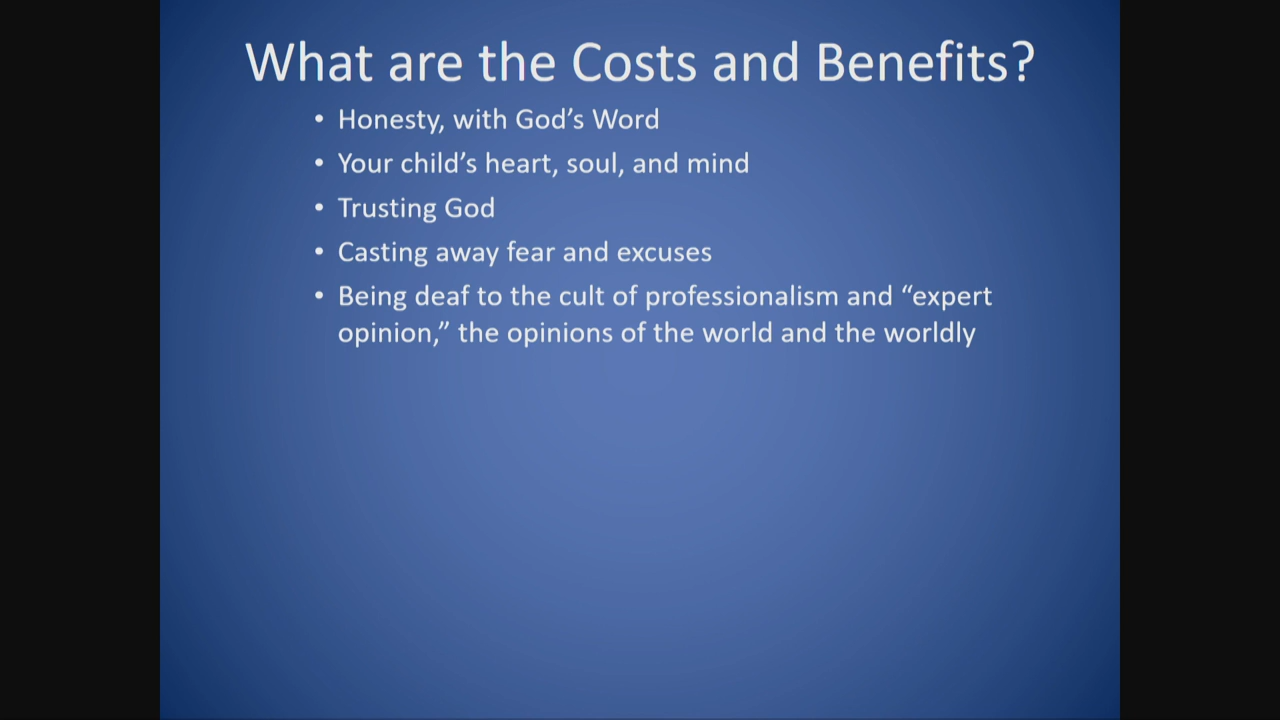 What are the Costs and Benefits?
• Honesty, with God’s Word
• Your child’s heart, soul, and mind
• Trusting God
• Casting away fear and excuses
• Being deaf to the cult of professionalism and “expert
opinion,” the opinions of the world and the worldly